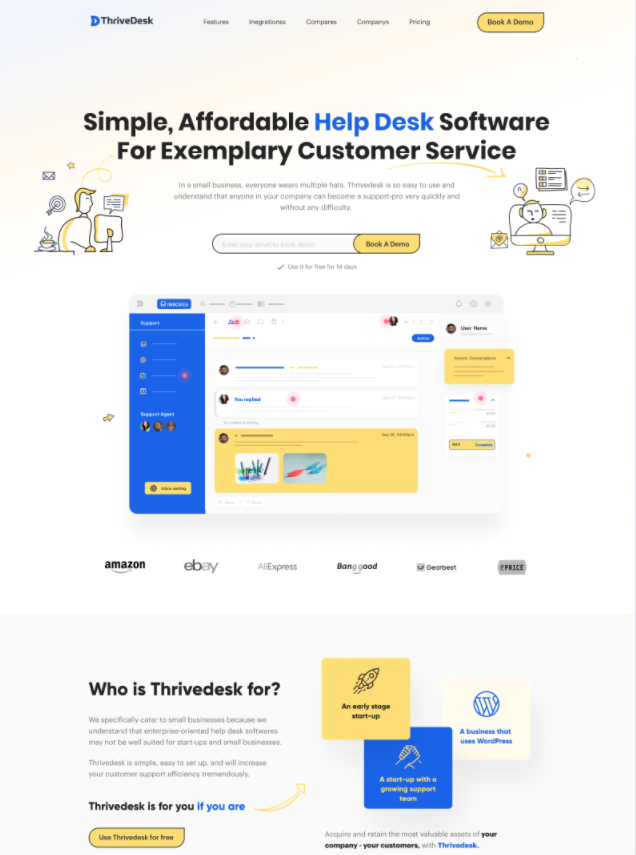 ThriveDesk
Features Inegrationss Compares Companys Pricing
Book A Demo
Simple, Affordable Help Desk Software
For Exemplary Customer Service
In a small business, everyone wears multiple hats. Thrivedesk is so easy to use and
understand that anyone in your company can become a support-pro very quickly and
without any difficulty.
Enter your email to book demo
Book A Demo
Use it for free for 14 days
INBOXES
Support
Active
User Name
Recent Conversations
You replied
Support Agent
Sep 20, 04:50pm
Complete
Inbox setting
amazon
ebay
AliExpress
Banggood
Gearbest
Who is Thrivedesk for?
We specifically cater to small businesses because we
understand that enterprise-oriented help desk softwares
may not be well suited for start-ups and small businesses.
Thrivedesk is simple, easy to set up, and will increase
your customer support efficiency tremendously.
Thrivedesk is for you if you are
Use Thrivedesk for free
An early stage
start-up
A business that
uses WordPress
A start-up with a
growing support
team
Acquire and retain the most valuable assets of your
company - your customers, with Thrivedesk.